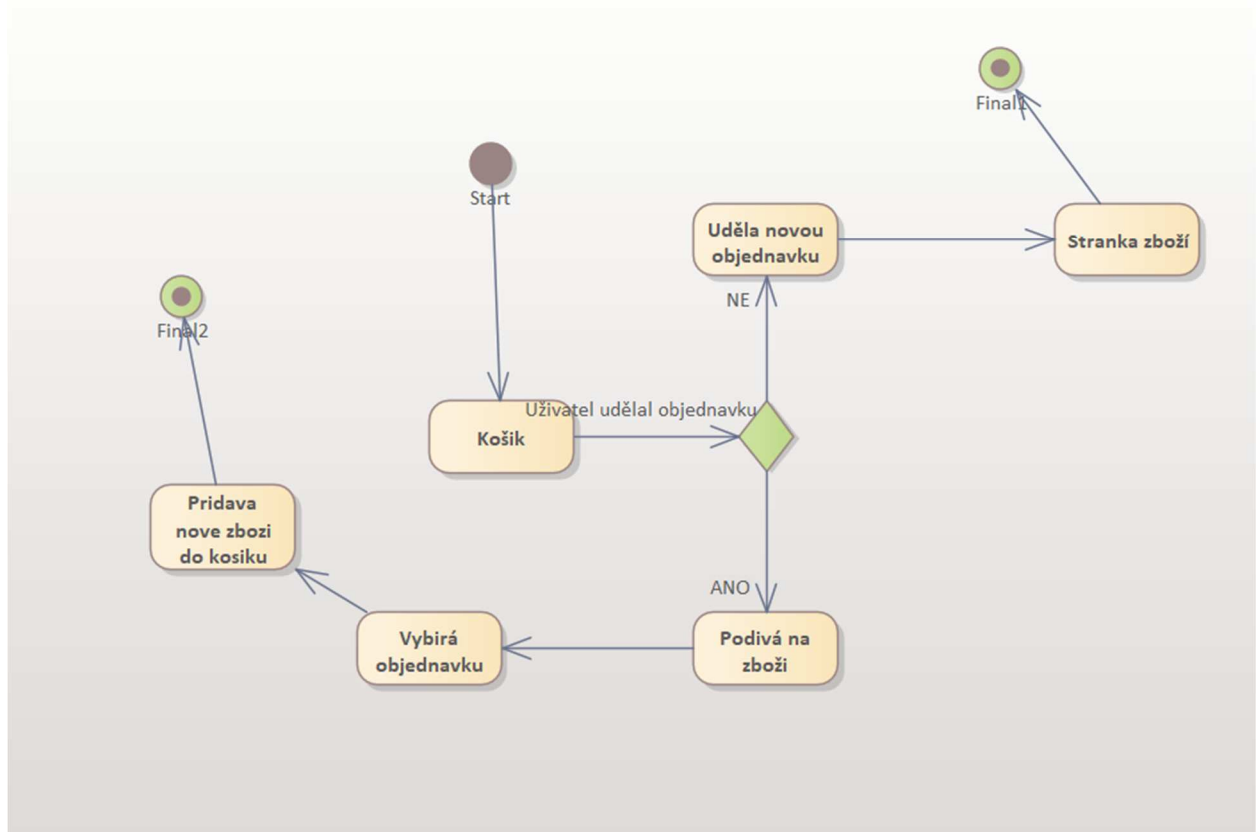 Final1
Start
Uděla novou
objednavku
Stranka zboží
NE
Final2
Uživatel udělal objednavku
Košik
Pridava
nove zbozi
do kosiku
ANO
Vybirá
objednavku
Podivá na
zboži